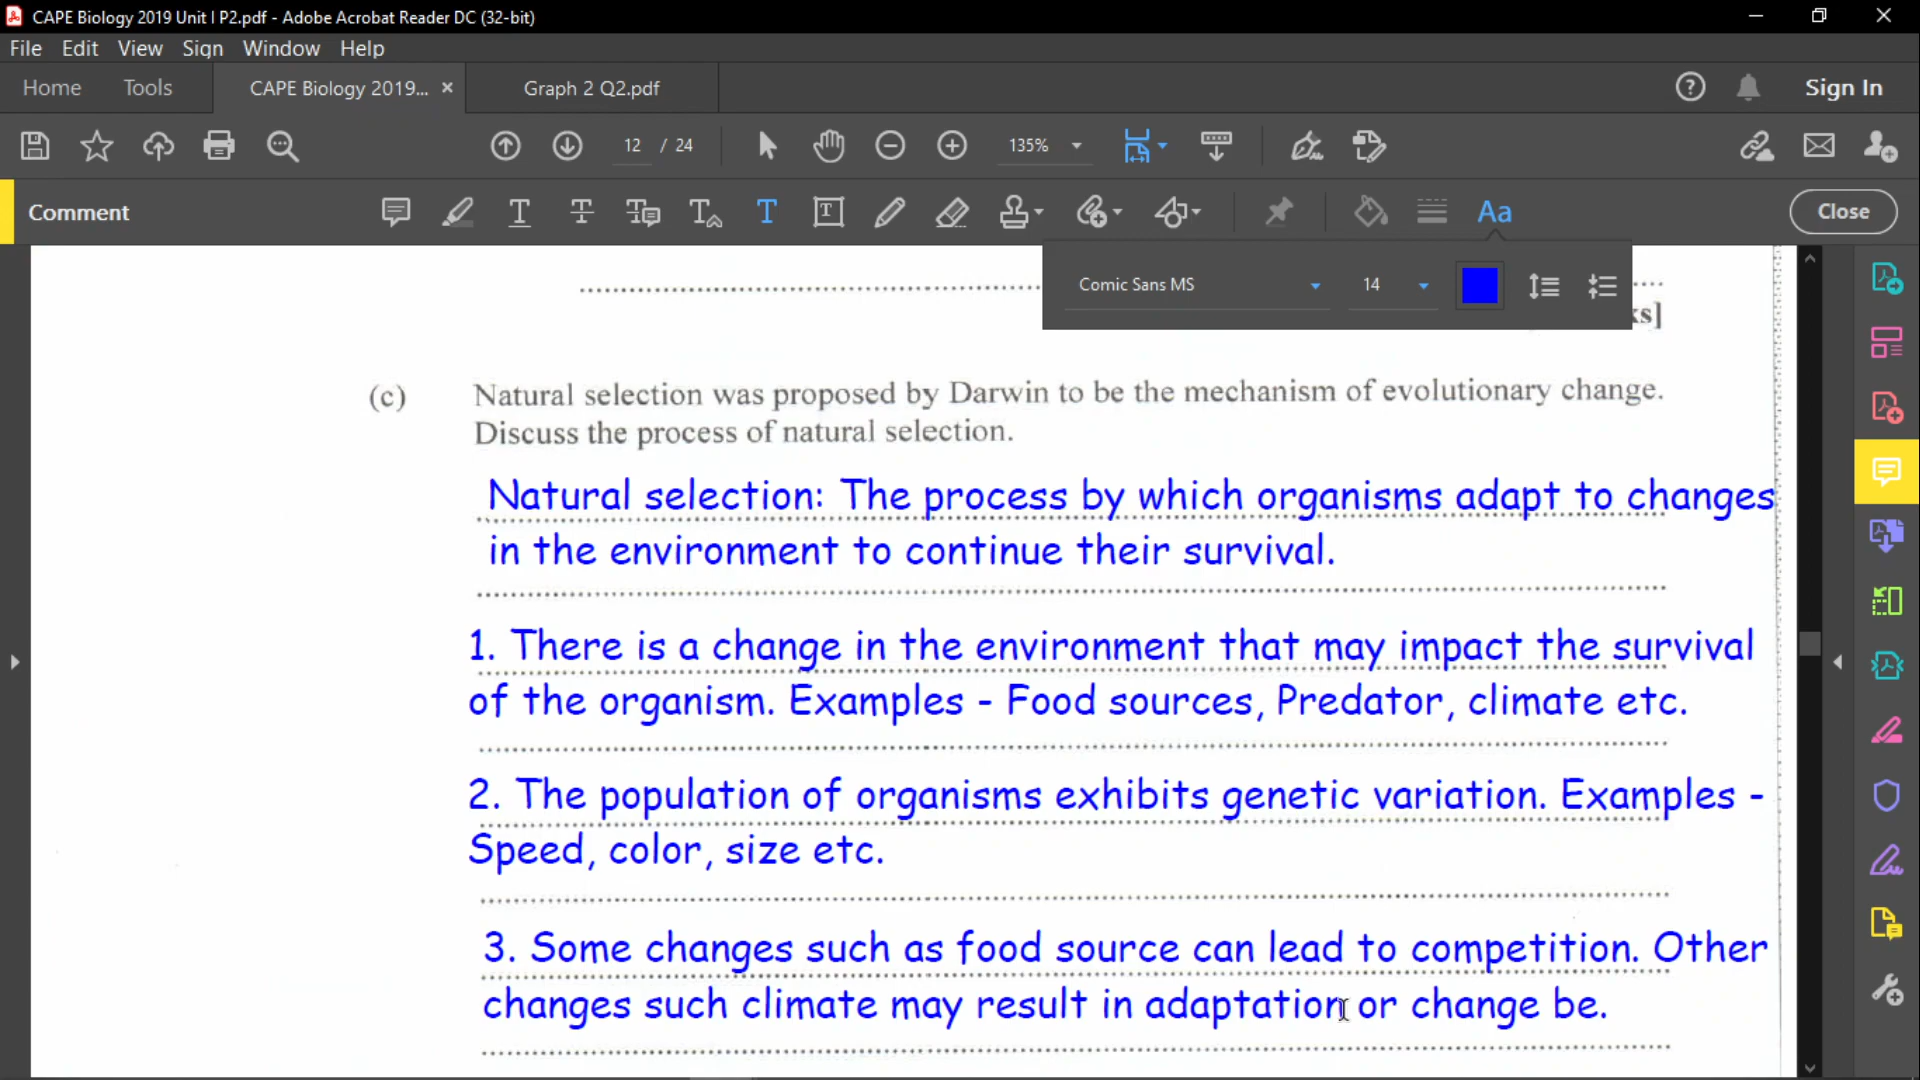 CAPE Biology 2019 Unit I P2.pdf - Adobe Acrobat Reader DC (32-bit)
File Edit View Sign Window Help
Home Tools CAPE Biology 2019... × Graph 2 Q2.pdf Sign In
12 / 24 135%
Comment Close
Comic Sans MS 14
ks]
(c) Natural selection was proposed by Darwin to be the mechanism of evolutionary change.
Discuss the process of natural selection.
Natural selection: The process by which organisms adapt to changes
in the environment to continue their survival.
1. There is a change in the environment that may impact the survival
of the organism. Examples - Food sources, Predator, climate etc.
2. The population of organisms exhibits genetic variation. Examples -
Speed, color, size etc.
3. Some changes such as food source can lead to competition. Other
changes such climate may result in adaptation or change be.